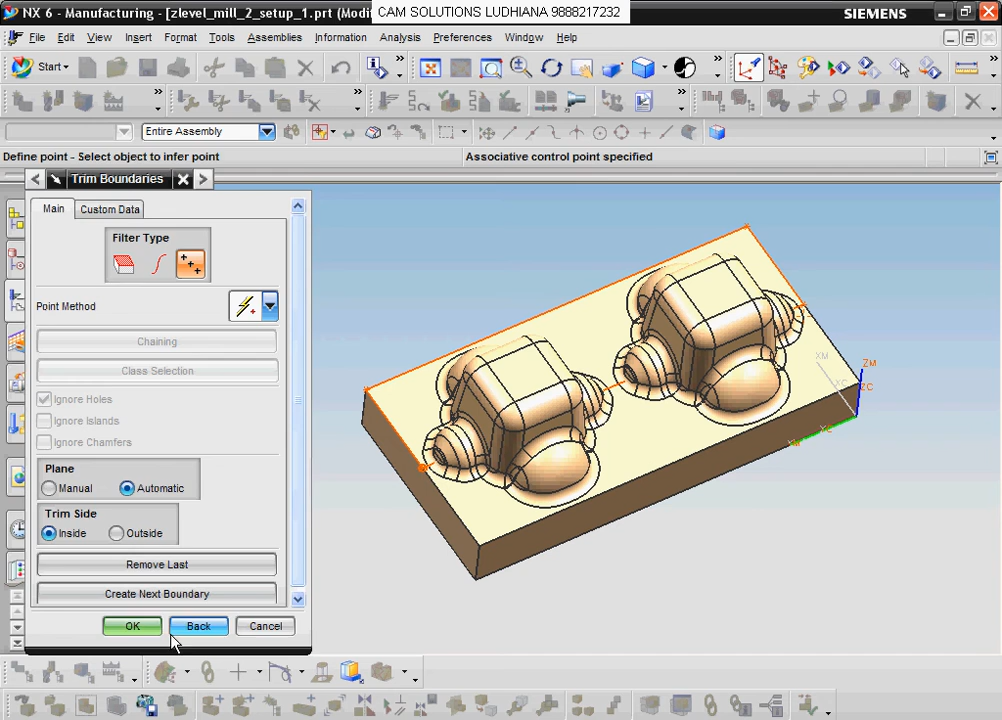 NX 6 - Manufacturing - [zlevel_mill_2_setup_1.prt (Modi
CAM SOLUTIONS LUDHIANA 9888217232
SIEMENS
File Edit View Insert Format Tools Assemblies Information Analysis Preferences Window Help
Start
Entire Assembly
Define point - Select object to infer point
Associative control point specified
Trim Boundaries
Main Custom Data
Filter Type
Point Method
Chaining
Class Selection
Ignore Holes
Ignore Islands
Ignore Chamfers
Plane
Manual Automatic
Trim Side
Inside Outside
Remove Last
Create Next Boundary
OK Back Cancel
XM
ZM
XC
ZC